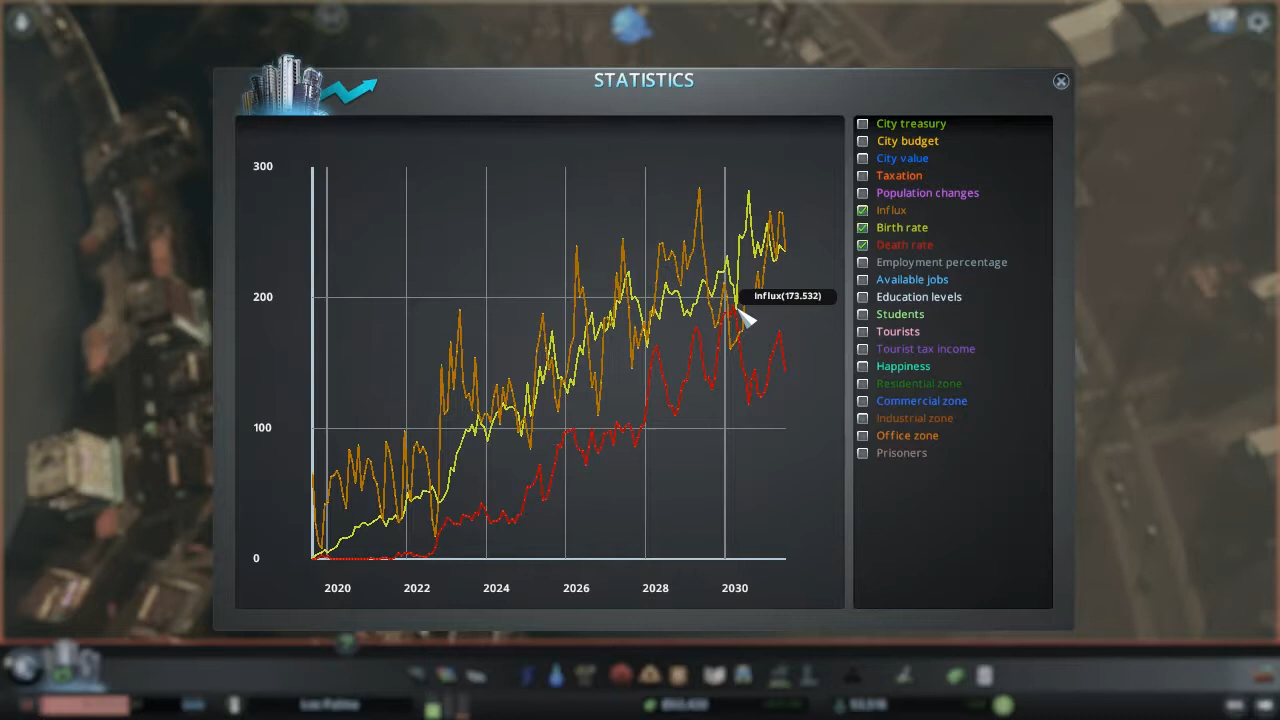 STATISTICS
300
200
100
0
2020
2022
2024
2026
2028
2030
Influx(173,532)
City treasury
City budget
City value
Taxation
Population changes
Influx
Birth rate
Death rate
Employment percentage
Available jobs
Education levels
Students
Tourists
Tourist tax income
Happiness
Residential zone
Commercial zone
Industrial zone
Office zone
Prisoners